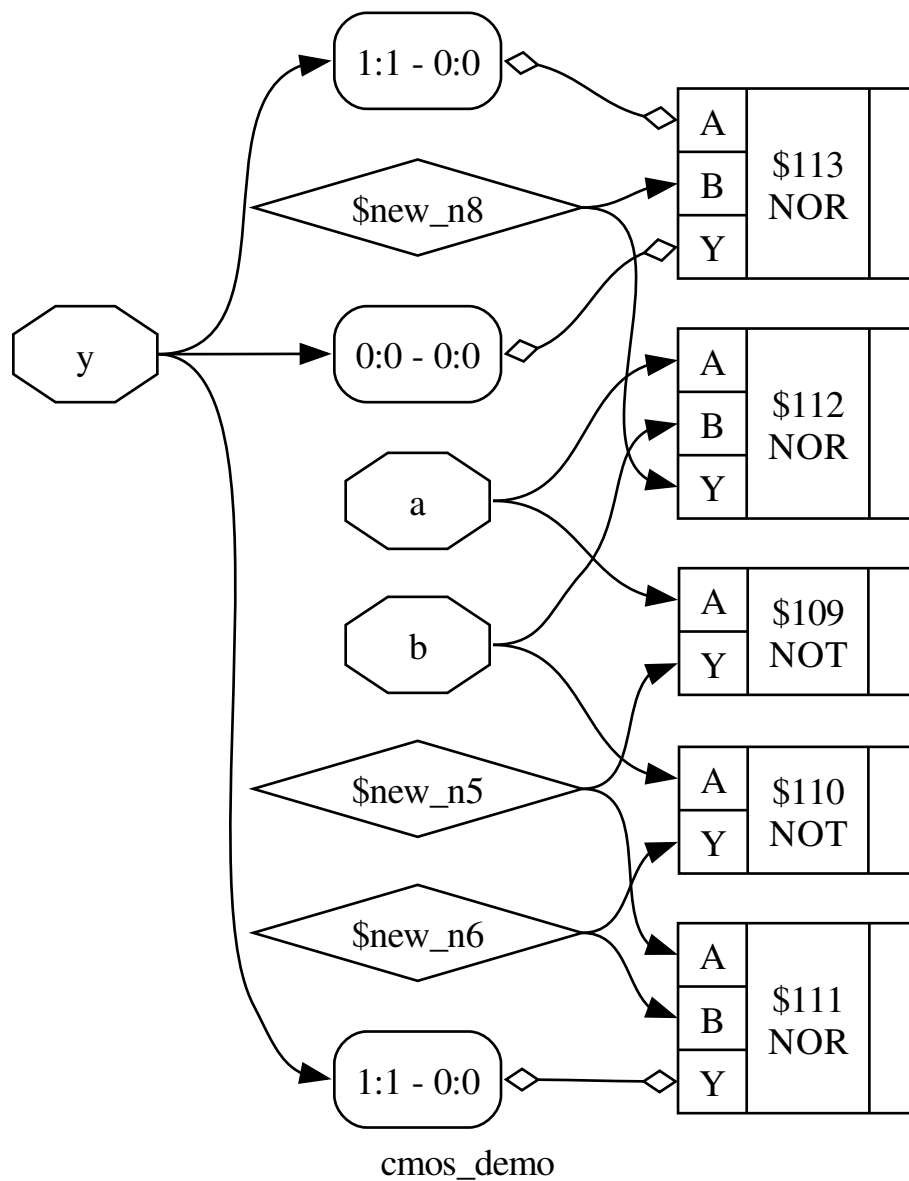 1:1 - 0:0
A
$113
NOR
B
$new_n8
Y
y
0:0 - 0:0
A
$112
NOR
B
Y
a
A
$109
NOT
b
Y
A
$110
NOT
$new_n5
Y
$new_n6
A
$111
NOR
B
1:1 - 0:0
Y
cmos_demo